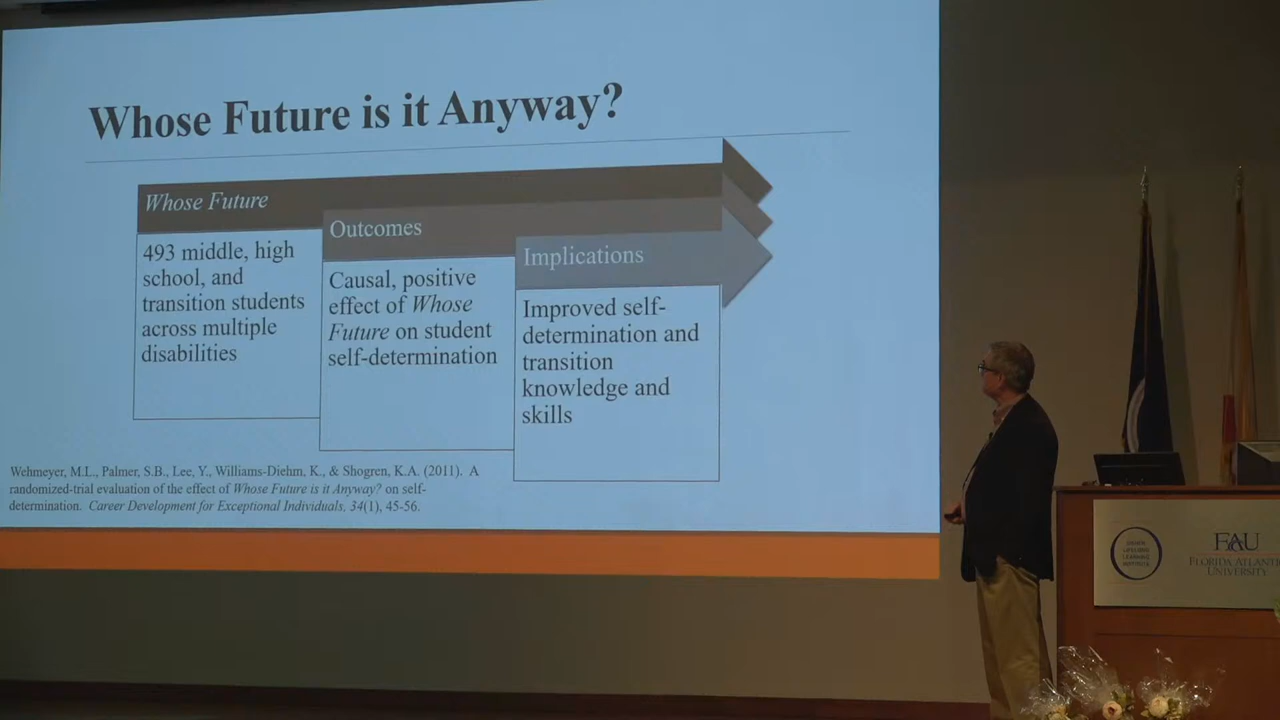 Whose Future is it Anyway?
Whose Future
493 middle, high
school, and
transition students
across multiple
disabilities
Outcomes
Causal, positive
effect of Whose
Future on student
self-determination
Implications
Improved self-
determination and
transition
knowledge and
skills
Wehmeyer, M.L., Palmer, S.B., Lee, Y., Williams-Diehm, K., & Shogren, K.A. (2011). A
randomized-trial evaluation of the effect of Whose Future is it Anyway? on self-
determination. Career Development for Exceptional Individuals, 34(1), 45-56.
LIFELONG
LEARNING
INSTITUTE
FAU
FLORIDA ATLANTIC
UNIVERSITY